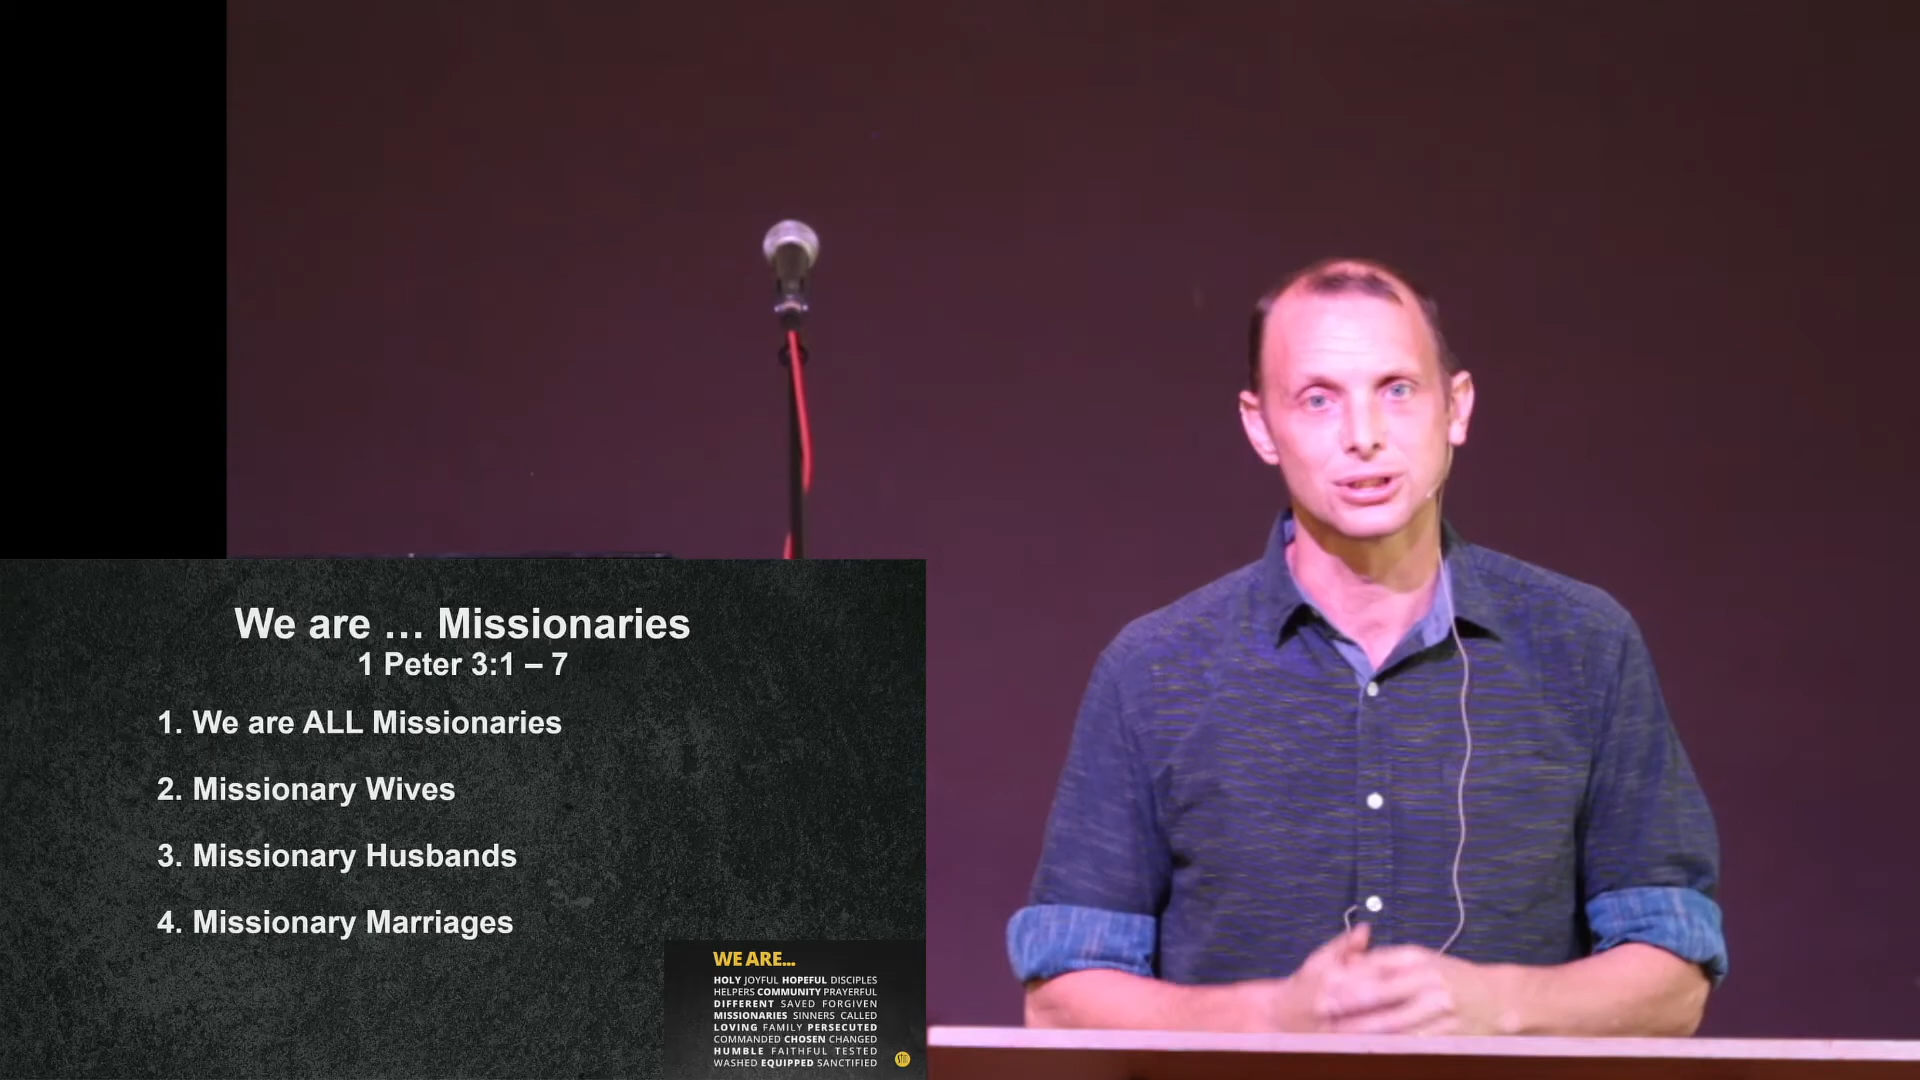 We are … Missionaries
1 Peter 3:1 – 7
1. We are ALL Missionaries
2. Missionary Wives
3. Missionary Husbands
4. Missionary Marriages
WE ARE...
HOLY JOYFUL HOPEFUL DISCIPLES
HELPERS COMMUNITY PRAYERFUL
DIFFERENT SAVED FORGIVEN
MISSIONARIES SINNERS CALLED
LOVING FAMILY PERSECUTED
COMMANDED CHOSEN CHANGED
HUMBLE FAITHFUL TESTED
WASHED EQUIPPED SANCTIFIED